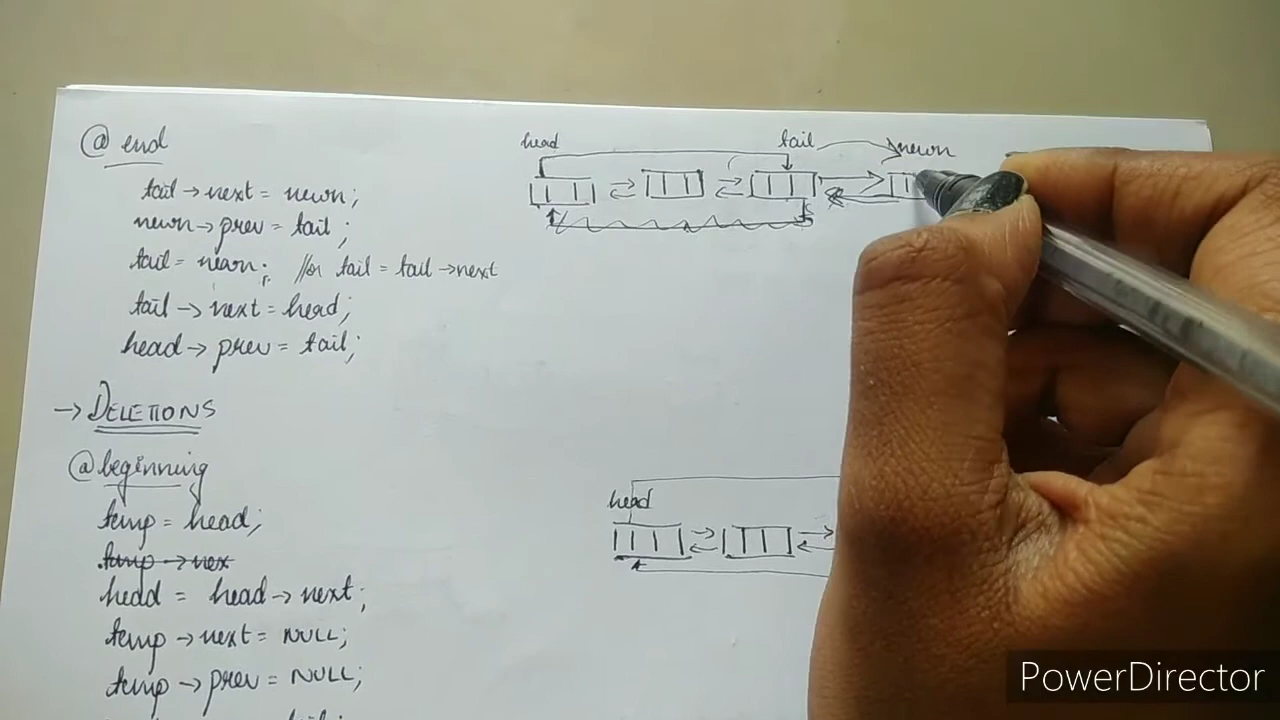 @ end
tail → next = newn;
newn → prev = tail;
tail = newn; //or tail = tail → next
tail → next = head;
head → prev = tail;
→ DELETIONS
@ beginning
temp = head;
temp → nex
head = head → next;
temp → next = NULL;
temp → prev = NULL;
head tail newn
head
PowerDirector